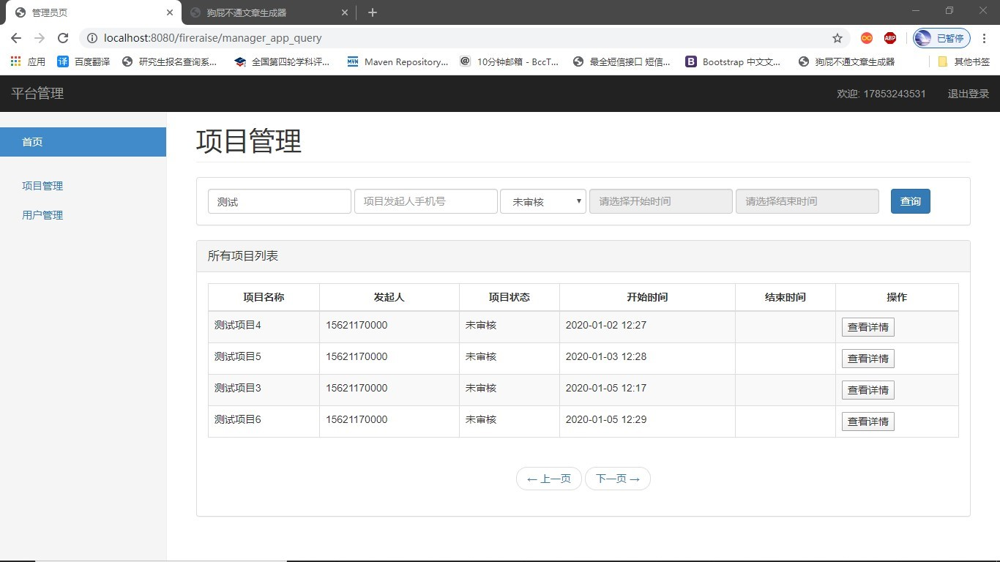 管理员页
狗屁不通文章生成器
localhost:8080/fireraise/manager_app_query
ABP
已暂停
应用
译 百度翻译
研究生报名查询系...
全国第四轮学科评...
MVN Maven Repository...
@ 10分钟邮箱 - BccT...
最全短信接口 短信...
B Bootstrap 中文文...
狗屁不通文章生成器
其他书签
平台管理
欢迎: 17853243531
退出登录
首页
项目管理
用户管理
项目管理
测试 项目发起人手机号 未审核 请选择开始时间 请选择结束时间 查询
所有项目列表
项目名称 发起人 项目状态 开始时间 结束时间 操作
测试项目4 15621170000 未审核 2020-01-02 12:27 查看详情
测试项目5 15621170000 未审核 2020-01-03 12:28 查看详情
测试项目3 15621170000 未审核 2020-01-05 12:17 查看详情
测试项目6 15621170000 未审核 2020-01-05 12:29 查看详情
← 上一页 下一页 →